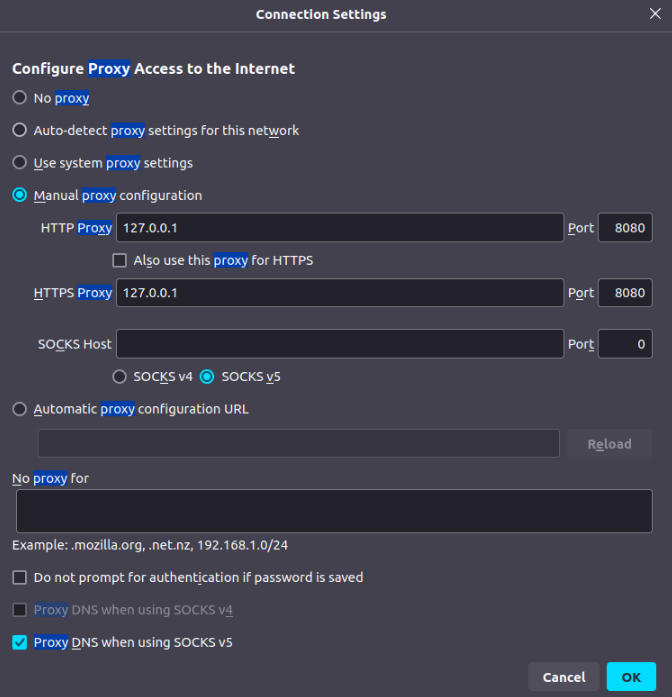 Connection Settings
Configure Proxy Access to the Internet
No proxy
Auto-detect proxy settings for this network
Use system proxy settings
Manual proxy configuration
HTTP Proxy 127.0.0.1 Port 8080
Also use this proxy for HTTPS
HTTPS Proxy 127.0.0.1 Port 8080
SOCKS Host Port 0
SOCKS v4 SOCKS v5
Automatic proxy configuration URL
Reload
No proxy for
Example: .mozilla.org, .net.nz, 192.168.1.0/24
Do not prompt for authentication if password is saved
Proxy DNS when using SOCKS v4
Proxy DNS when using SOCKS v5
Cancel OK